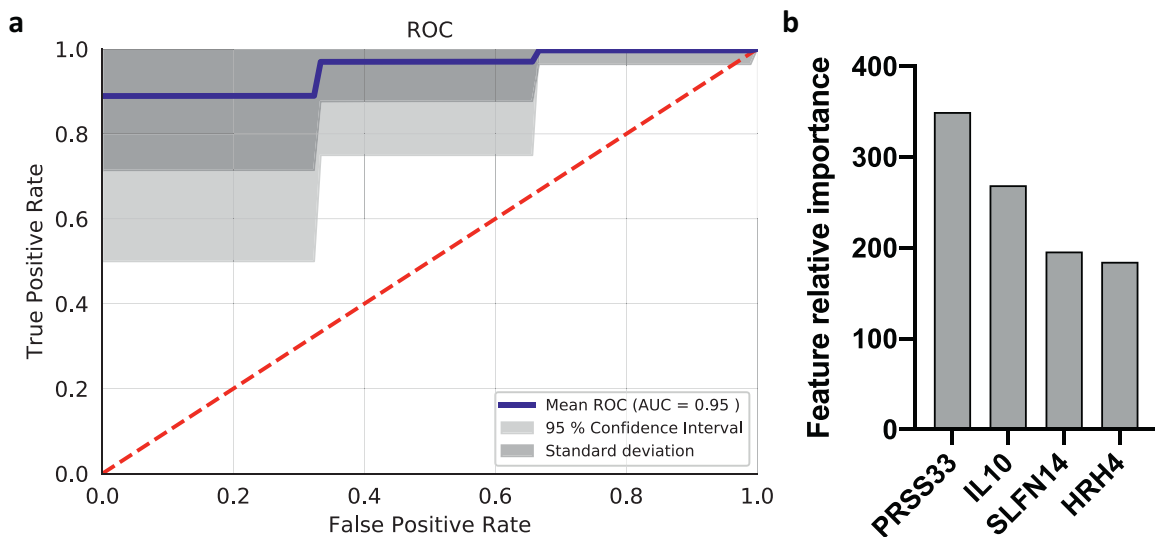 a
ROC
True Positive Rate
1.0
0.8
0.6
0.4
0.2
0.0
0.0 0.2 0.4 0.6 0.8 1.0
False Positive Rate
Mean ROC (AUC = 0.95 )
95 % Confidence Interval
Standard deviation
b
Feature relative importance
400
300
200
100
0
PRSS33
IL10
SLFN14
HRH4